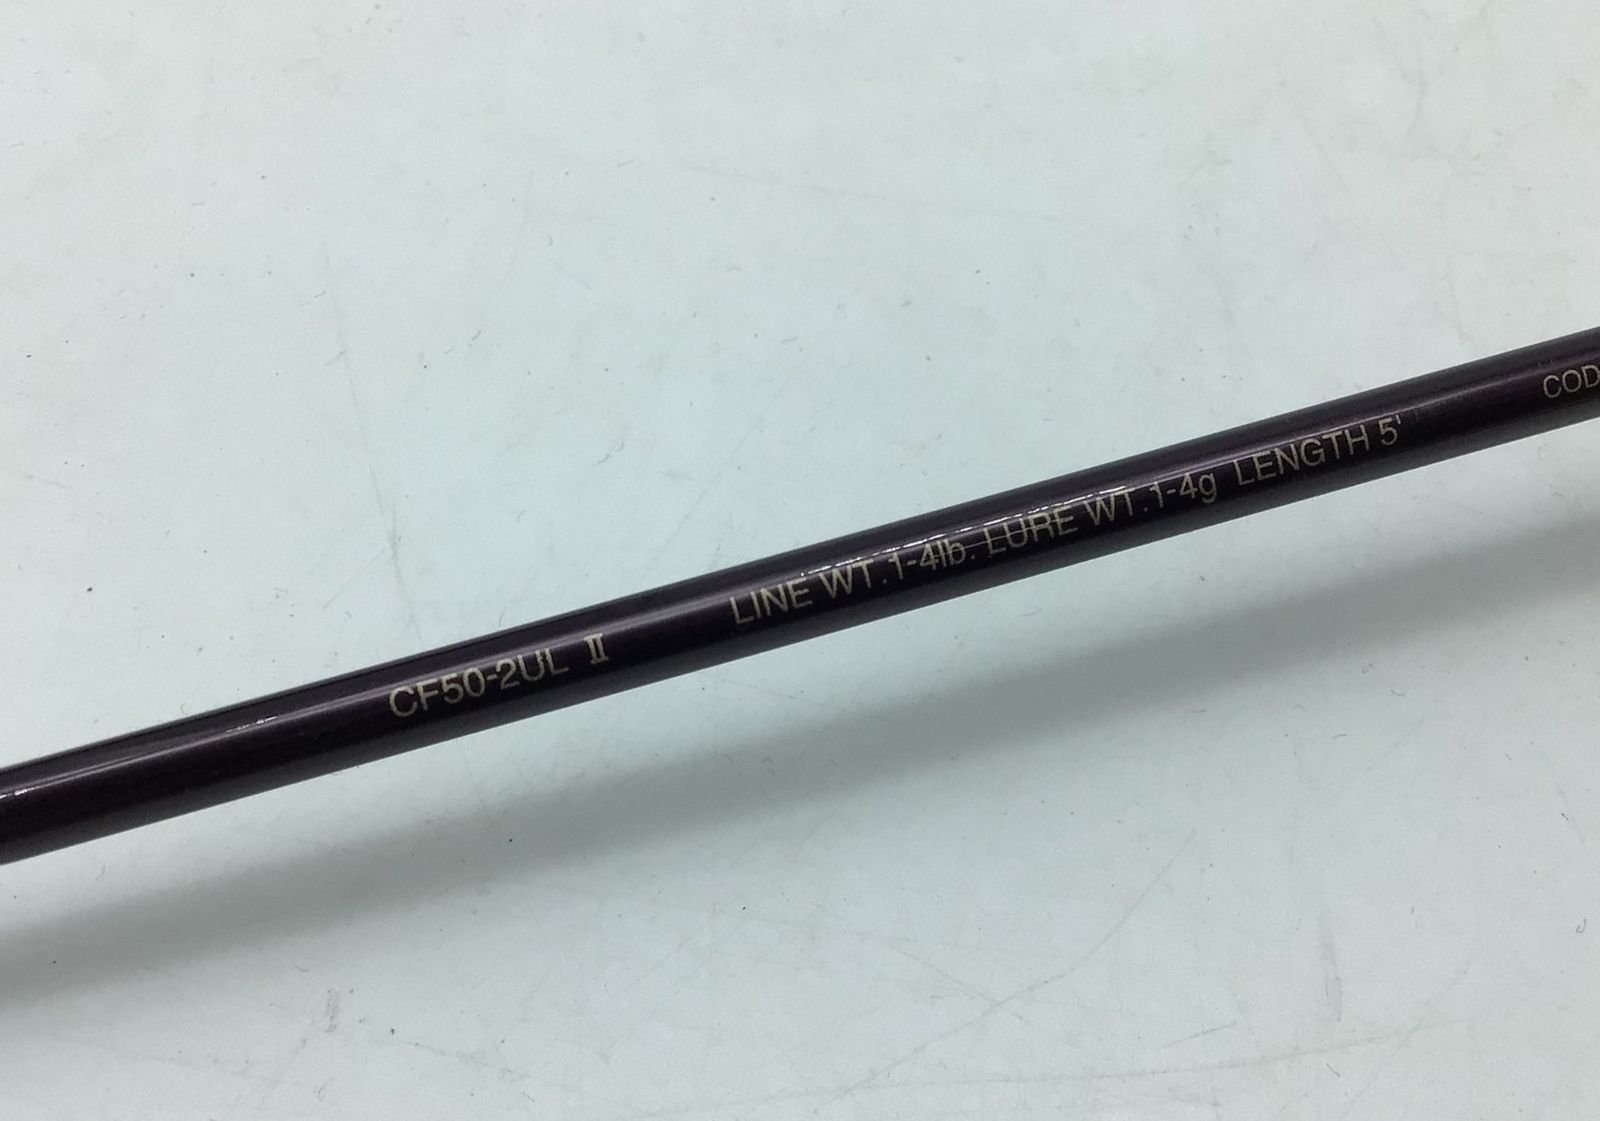 CF50-2UL II LINE WT.1-4lb. LURE WT.1-4g LENGTH 5' COD